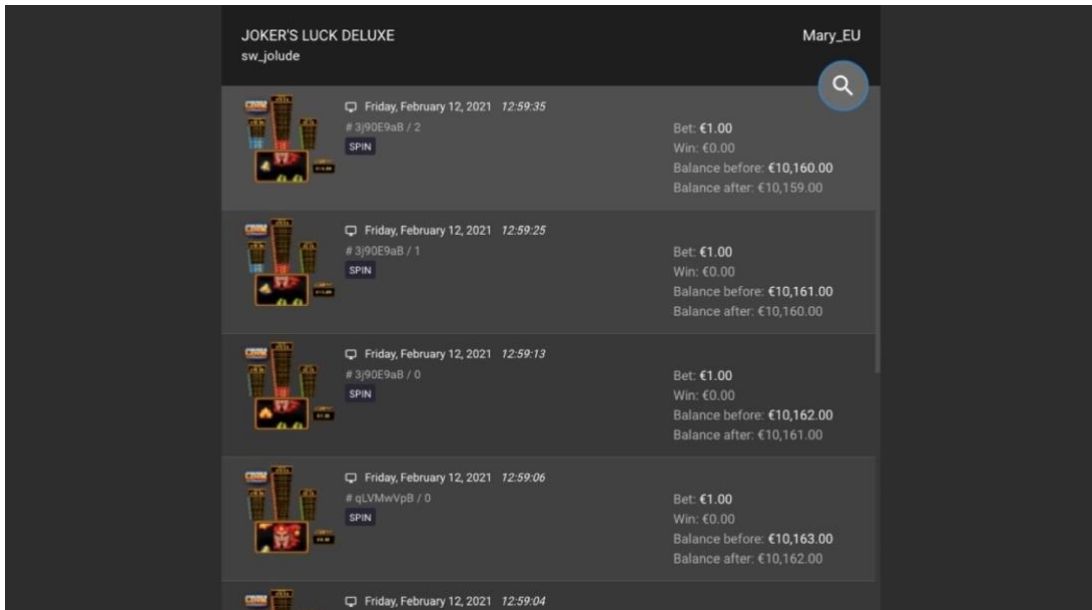 JOKER'S LUCK DELUXE
Mary_EU
sw_jolude
Friday, February 12, 2021 12:59:35
# 3j90E9aB / 2
SPIN
Bet: €1.00
Win: €0.00
Balance before: €10,160.00
Balance after: €10,159.00
Friday, February 12, 2021 12:59:25
# 3j90E9aB / 1
SPIN
Bet: €1.00
Win: €0.00
Balance before: €10,161.00
Balance after: €10,160.00
Friday, February 12, 2021 12:59:13
# 3j90E9aB / 0
SPIN
Bet: €1.00
Win: €0.00
Balance before: €10,162.00
Balance after: €10,161.00
Friday, February 12, 2021 12:59:06
# qLVMwVpB / 0
SPIN
Bet: €1.00
Win: €0.00
Balance before: €10,163.00
Balance after: €10,162.00
Friday, February 12, 2021 12:59:04